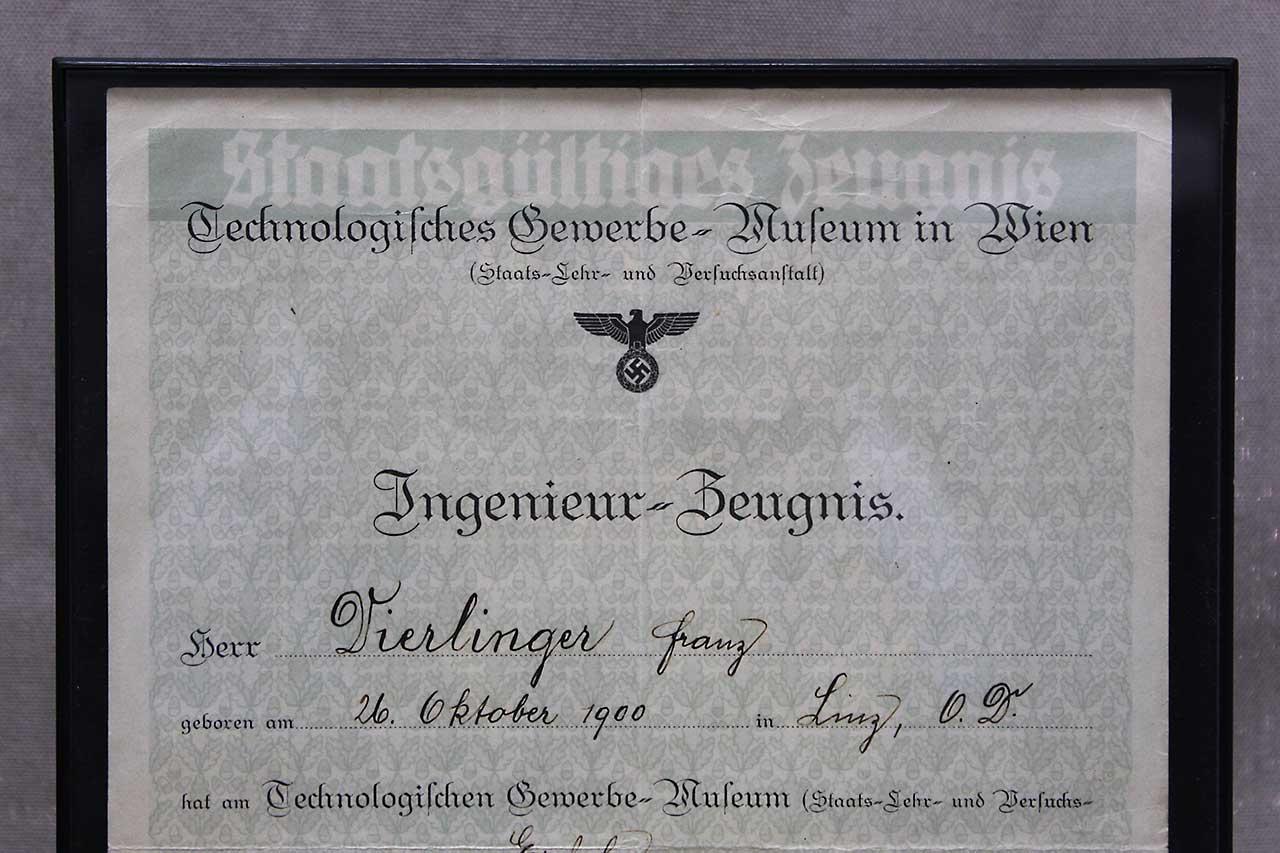 Staatsgültiges Zeugnis
Technologiſches Gewerbe-Muſeum in Wien
(Staats-Lehr- und Verſuchsanſtalt)
Ingenieur-Zeugnis.
Herr Vierlinger Franz
geboren am 26. Oktober 1900 in Linz, O. D.
hat am Technologiſchen Gewerbe-Muſeum (Staats-Lehr- und Verſuchs-